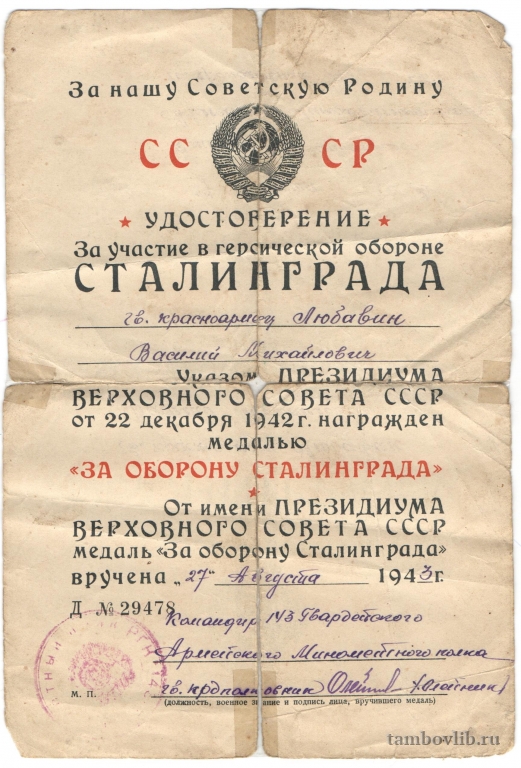 За нашу Советскую Родину
СС СР
УДОСТОВЕРЕНИЕ
За участие в героической обороне
СТАЛИНГРАДА
гв. красноармеец Любавин
Василий Михайлович
Указом ПРЕЗИДИУМА
ВЕРХОВНОГО СОВЕТА СССР
от 22 декабря 1942 г. награжден
медалью
«ЗА ОБОРОНУ СТАЛИНГРАДА»
От имени ПРЕЗИДИУМА
ВЕРХОВНОГО СОВЕТА СССР
медаль «За оборону Сталинграда»
вручена „27" Августа 1943 г.
Д № 29478
Командир 143 Гвардейского
Армейского Минометного полка
гв. подполковник
М. П.
(должность, военное звание и подпись лица, вручившего медаль)
tambovlib.ru